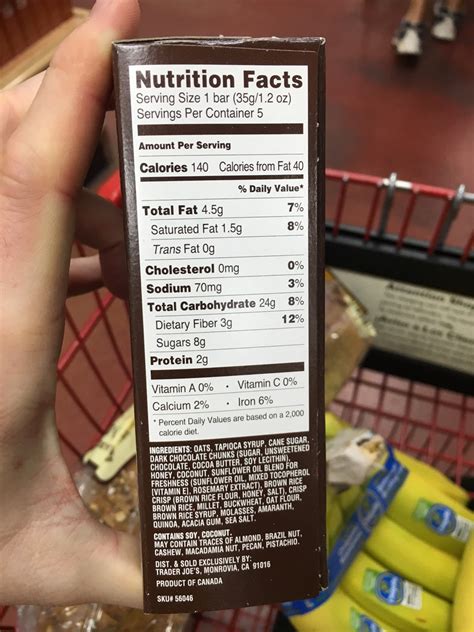 Nutrition Facts
Serving Size 1 bar (35g/1.2 oz)
Servings Per Container 5
Amount Per Serving
Calories 140 Calories from Fat 40
% Daily Value*
Total Fat 4.5g 7%
Saturated Fat 1.5g 8%
Trans Fat 0g
Cholesterol 0mg 0%
Sodium 70mg 3%
Total Carbohydrate 24g 8%
Dietary Fiber 3g 12%
Sugars 8g
Protein 2g
Vitamin A 0% • Vitamin C 0%
Calcium 2% • Iron 6%
* Percent Daily Values are based on a 2,000
calorie diet.
INGREDIENTS: OATS, TAPIOCA SYRUP, CANE SUGAR,
DARK CHOCOLATE CHUNKS (SUGAR, UNSWEETENED
CHOCOLATE, COCOA BUTTER, SOY LECITHIN),
HONEY, COCONUT, SUNFLOWER OIL BLEND FOR
FRESHNESS (SUNFLOWER OIL, MIXED TOCOPHEROL
[VITAMIN E], ROSEMARY EXTRACT), BROWN RICE
CRISP (BROWN RICE FLOUR, HONEY, SALT), CRISP
BROWN RICE, MILLET, BUCKWHEAT, OAT FLOUR,
BROWN RICE SYRUP, MOLASSES, AMARANTH,
QUINOA, ACACIA GUM, SEA SALT.
CONTAINS SOY, COCONUT.
MAY CONTAIN TRACES OF ALMOND, BRAZIL NUT,
CASHEW, MACADAMIA NUT, PECAN, PISTACHIO.
DIST. & SOLD EXCLUSIVELY BY:
TRADER JOE'S, MONROVIA, CA 91016
PRODUCT OF CANADA
SKU# 56046